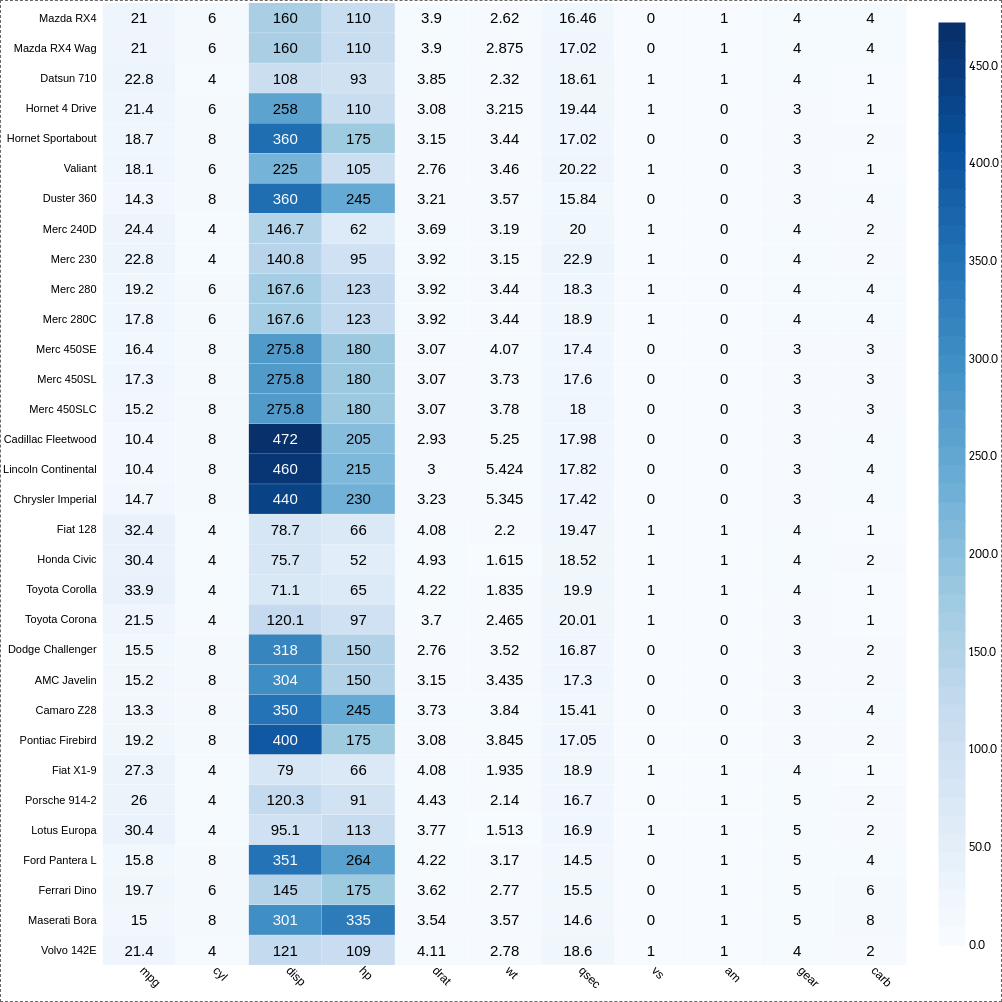 Mazda RX4 21 6 160 110 3.9 2.62 16.46 0 1 4 4
Mazda RX4 Wag 21 6 160 110 3.9 2.875 17.02 0 1 4 4
Datsun 710 22.8 4 108 93 3.85 2.32 18.61 1 1 4 1
Hornet 4 Drive 21.4 6 258 110 3.08 3.215 19.44 1 0 3 1
Hornet Sportabout 18.7 8 360 175 3.15 3.44 17.02 0 0 3 2
Valiant 18.1 6 225 105 2.76 3.46 20.22 1 0 3 1
Duster 360 14.3 8 360 245 3.21 3.57 15.84 0 0 3 4
Merc 240D 24.4 4 146.7 62 3.69 3.19 20 1 0 4 2
Merc 230 22.8 4 140.8 95 3.92 3.15 22.9 1 0 4 2
Merc 280 19.2 6 167.6 123 3.92 3.44 18.3 1 0 4 4
Merc 280C 17.8 6 167.6 123 3.92 3.44 18.9 1 0 4 4
Merc 450SE 16.4 8 275.8 180 3.07 4.07 17.4 0 0 3 3
Merc 450SL 17.3 8 275.8 180 3.07 3.73 17.6 0 0 3 3
Merc 450SLC 15.2 8 275.8 180 3.07 3.78 18 0 0 3 3
Cadillac Fleetwood 10.4 8 472 205 2.93 5.25 17.98 0 0 3 4
Lincoln Continental 10.4 8 460 215 3 5.424 17.82 0 0 3 4
Chrysler Imperial 14.7 8 440 230 3.23 5.345 17.42 0 0 3 4
Fiat 128 32.4 4 78.7 66 4.08 2.2 19.47 1 1 4 1
Honda Civic 30.4 4 75.7 52 4.93 1.615 18.52 1 1 4 2
Toyota Corolla 33.9 4 71.1 65 4.22 1.835 19.9 1 1 4 1
Toyota Corona 21.5 4 120.1 97 3.7 2.465 20.01 1 0 3 1
Dodge Challenger 15.5 8 318 150 2.76 3.52 16.87 0 0 3 2
AMC Javelin 15.2 8 304 150 3.15 3.435 17.3 0 0 3 2
Camaro Z28 13.3 8 350 245 3.73 3.84 15.41 0 0 3 4
Pontiac Firebird 19.2 8 400 175 3.08 3.845 17.05 0 0 3 2
Fiat X1-9 27.3 4 79 66 4.08 1.935 18.9 1 1 4 1
Porsche 914-2 26 4 120.3 91 4.43 2.14 16.7 0 1 5 2
Lotus Europa 30.4 4 95.1 113 3.77 1.513 16.9 1 1 5 2
Ford Pantera L 15.8 8 351 264 4.22 3.17 14.5 0 1 5 4
Ferrari Dino 19.7 6 145 175 3.62 2.77 15.5 0 1 5 6
Maserati Bora 15 8 301 335 3.54 3.57 14.6 0 1 5 8
Volvo 142E 21.4 4 121 109 4.11 2.78 18.6 1 1 4 2
mpg cyl disp hp drat wt qsec vs am gear carb
450.0
400.0
350.0
300.0
250.0
200.0
150.0
100.0
50.0
0.0